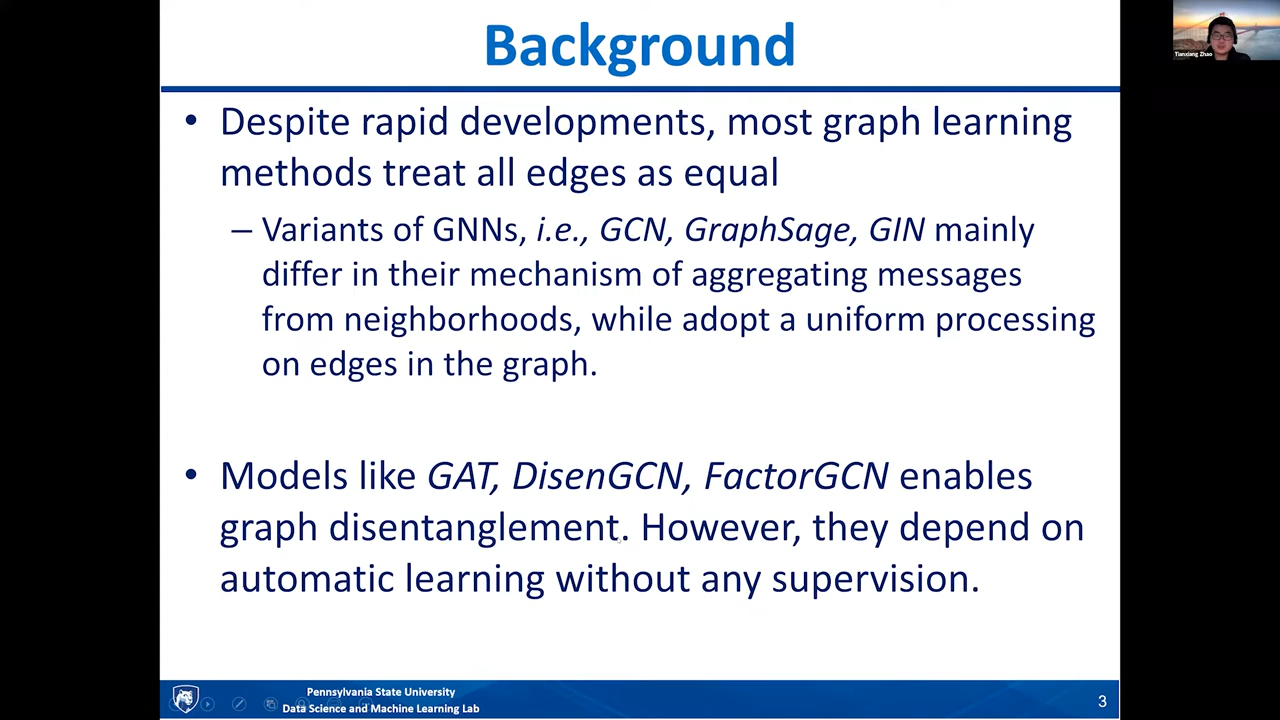 Background
• Despite rapid developments, most graph learning
methods treat all edges as equal
– Variants of GNNs, i.e., GCN, GraphSage, GIN mainly
differ in their mechanism of aggregating messages
from neighborhoods, while adopt a uniform processing
on edges in the graph.
• Models like GAT, DisenGCN, FactorGCN enables
graph disentanglement. However, they depend on
automatic learning without any supervision.
Pennsylvania State University
Data Science and Machine Learning Lab
3
Tianxiang Zhao